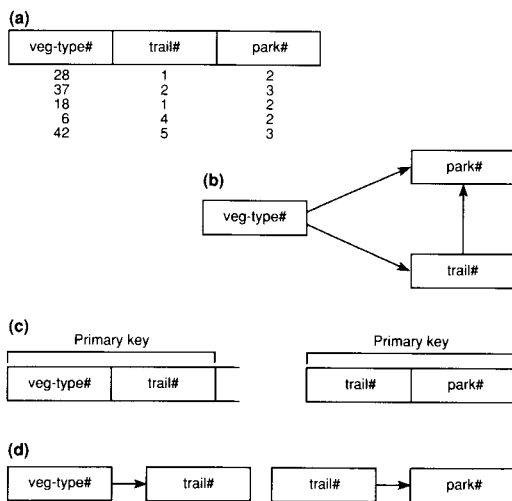 (a)
veg-type# trail# park#
28 1 2
37 2 3
18 1 2
6 4 2
42 5 3
(b)
park#
veg-type#
trail#
(c)
Primary key Primary key
veg-type# trail# trail# park#
(d)
veg-type# trail# trail# park#